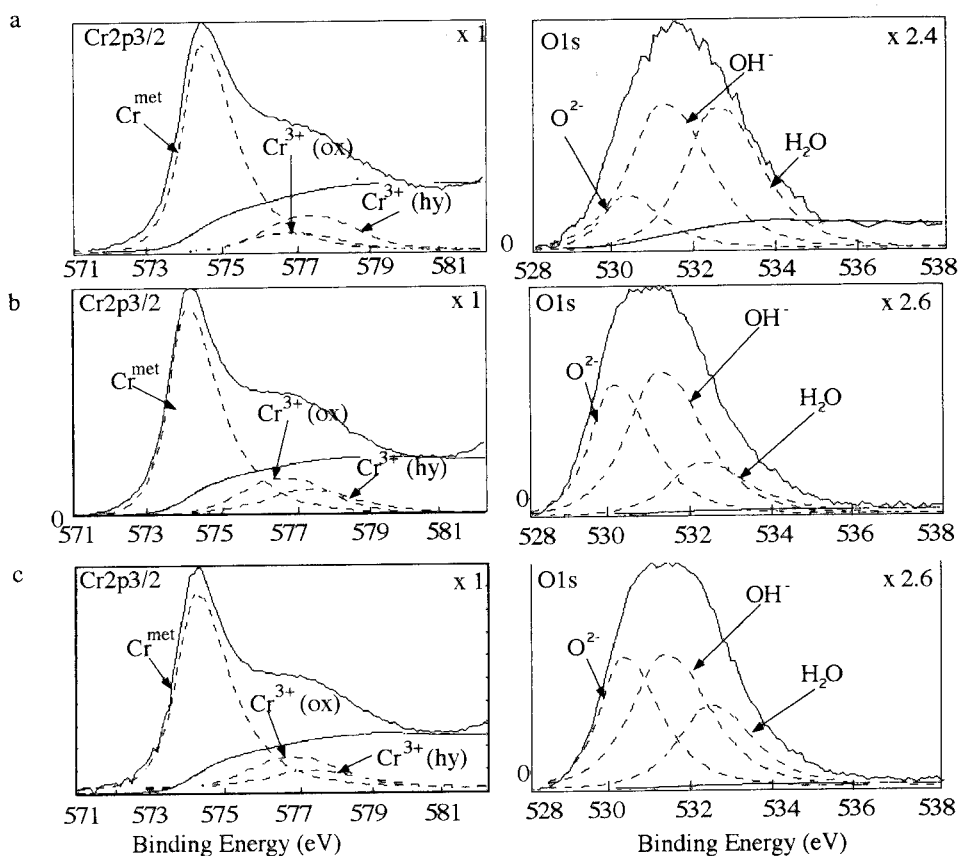 a
Cr2p3/2 x 1
Cr^met
Cr^3+ (ox)
Cr^3+ (hy)
571 573 575 577 579 581
O1s x 2.4
OH^-
O^2-
H_2O
0
528 530 532 534 536 538
b
Cr2p3/2 x 1
Cr^met
Cr^3+ (ox)
Cr^3+ (hy)
0
571 573 575 577 579 581
O1s x 2.6
OH^-
O^2-
H_2O
0
528 530 532 534 536 538
c
Cr2p3/2 x 1
Cr^met
Cr^3+ (ox)
Cr^3+ (hy)
571 573 575 577 579 581
Binding Energy (eV)
O1s x 2.6
OH^-
O^2-
H_2O
0
528 530 532 534 536 538
Binding Energy (eV)